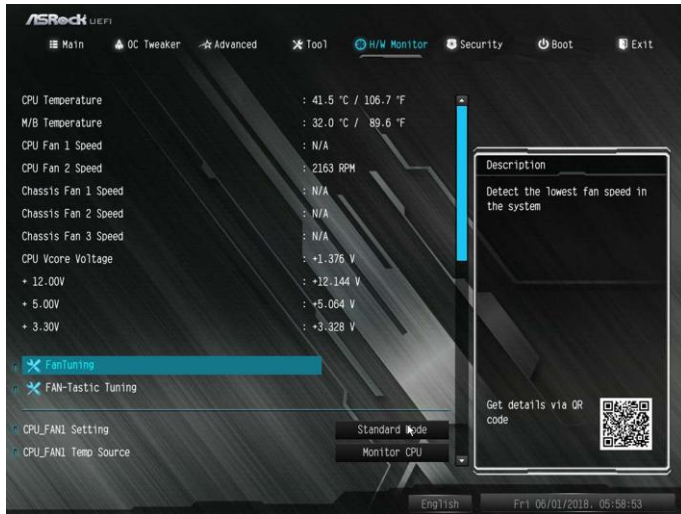 ASRock UEFI
Main OC Tweaker Advanced Tool H/W Monitor Security Boot Exit
CPU Temperature : 41.5 °C / 106.7 °F
M/B Temperature : 32.0 °C / 89.6 °F
CPU Fan 1 Speed : N/A
CPU Fan 2 Speed : 2163 RPM
Chassis Fan 1 Speed : N/A
Chassis Fan 2 Speed : N/A
Chassis Fan 3 Speed : N/A
CPU Vcore Voltage : +1.376 V
+ 12.00V : +12.144 V
+ 5.00V : +5.064 V
+ 3.30V : +3.328 V
FanTuning
FAN-Tastic Tuning
CPU_FAN1 Setting Standard Mode
CPU_FAN1 Temp Source Monitor CPU
Description
Detect the lowest fan speed in
the system
Get details via QR
code
English Fri 06/01/2018. 05:58:53